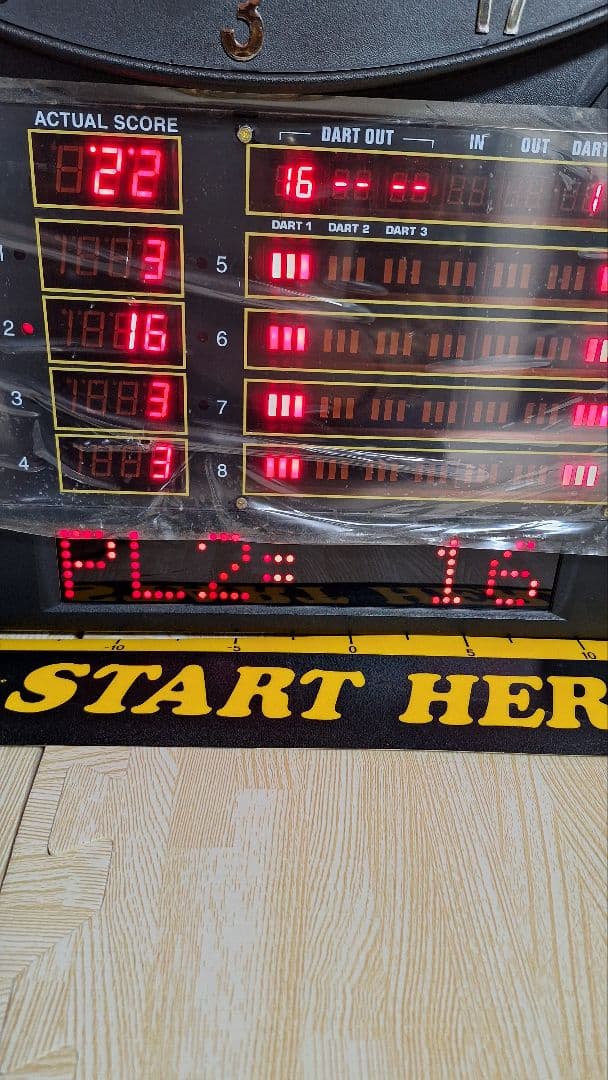 3 17
ACTUAL SCORE
DART OUT IN OUT DART
22
16 -- --
1
DART 1 DART 2 DART 3
3 5
2 16 6
3 3 7
4 3 8
PL2= 16
-10 -5 0 5 10
START HER